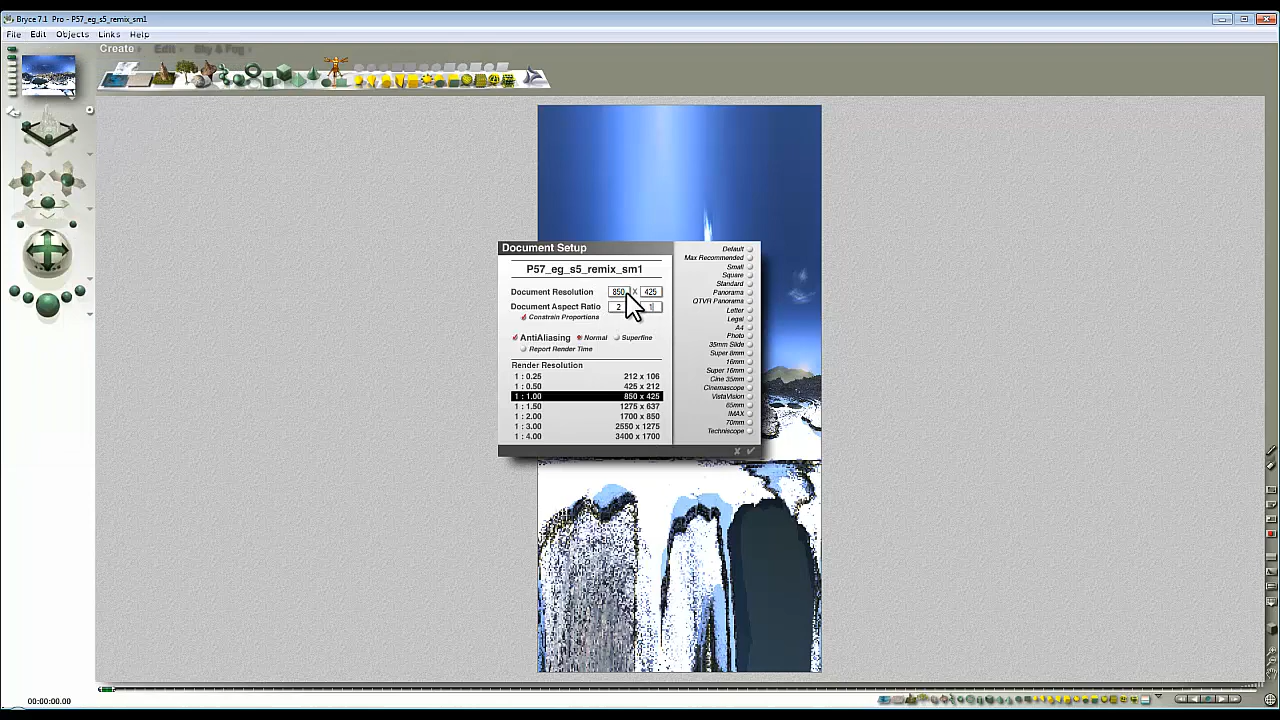 Bryce 7.1 Pro - P57_eg_s5_remix_sm1
File Edit Objects Links Help
Create Edit Sky & Fog
Document Setup
P57_eg_s5_remix_sm1
Document Resolution 850 X 425
Document Aspect Ratio 2 1
Constrain Proportions
AntiAliasing Normal Superfine
Report Render Time
Render Resolution
1 : 0.25 212 x 106
1 : 0.50 425 x 212
1 : 1.00 850 x 425
1 : 1.50 1275 x 637
1 : 2.00 1700 x 850
1 : 3.00 2550 x 1275
1 : 4.00 3400 x 1700
Default
Max Recommended
Small
Square
Standard
Panorama
QTVR Panorama
Letter
Legal
A4
Photo
35mm Slide
Super 8mm
16mm
Super 16mm
Cine 35mm
Cinemascope
VistaVision
65mm
IMAX
70mm
Techniscope
00:00:00.00